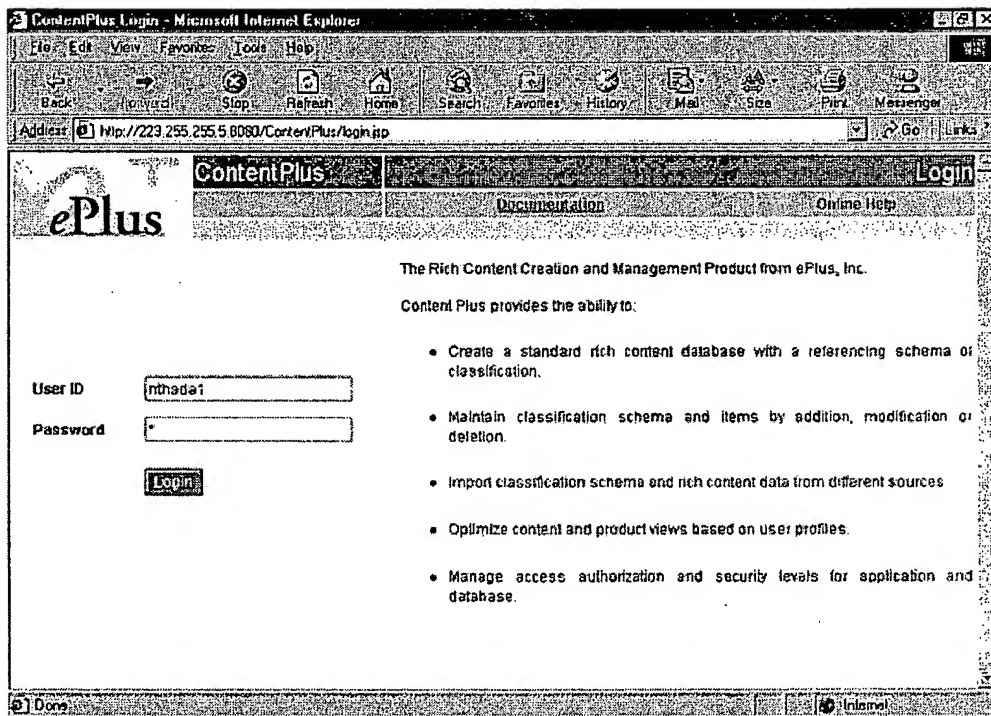 ContentPlus Login - Microsoft Internet Explorer
File Edit View Favorites Tools Help
Back Forward Stop Refresh Home Search Favorites History Mail Size Print Messenger
Address http://223.255.255.5:8080/ContentPlus/login.jsp Go Links
ePlus
ContentPlus Login
Documentation Online Help
The Rich Content Creation and Management Product from ePlus, Inc.
Content Plus provides the ability to:
• Create a standard rich content database with a referencing schema or
classification.
User ID nthada1
• Maintain classification schema and items by addition, modification or
deletion.
Password *
Login
• Import classification schema and rich content data from different sources
• Optimize content and product views based on user profiles.
• Manage access authorization and security levels for application and
database.
Done Internet